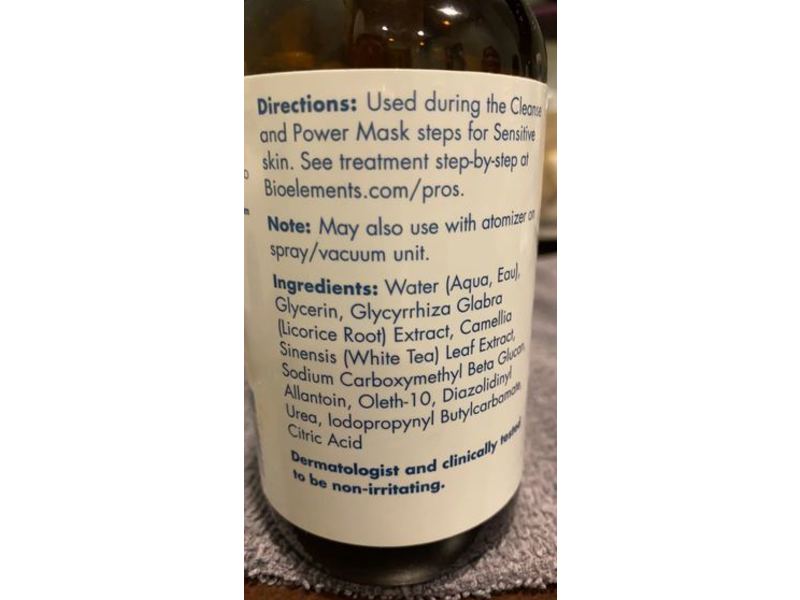 Directions: Used during the Cleanse
and Power Mask steps for Sensitive
skin. See treatment step-by-step at
Bioelements.com/pros.
Note: May also use with atomizer or
spray/vacuum unit.
Ingredients: Water (Aqua, Eau),
Glycerin, Glycyrrhiza Glabra
(Licorice Root) Extract, Camellia
Sinensis (White Tea) Leaf Extract,
Sodium Carboxymethyl Beta Glucan,
Allantoin, Oleth-10, Diazolidinyl
Urea, Iodopropynyl Butylcarbamate,
Citric Acid
Dermatologist and clinically tested
to be non-irritating.